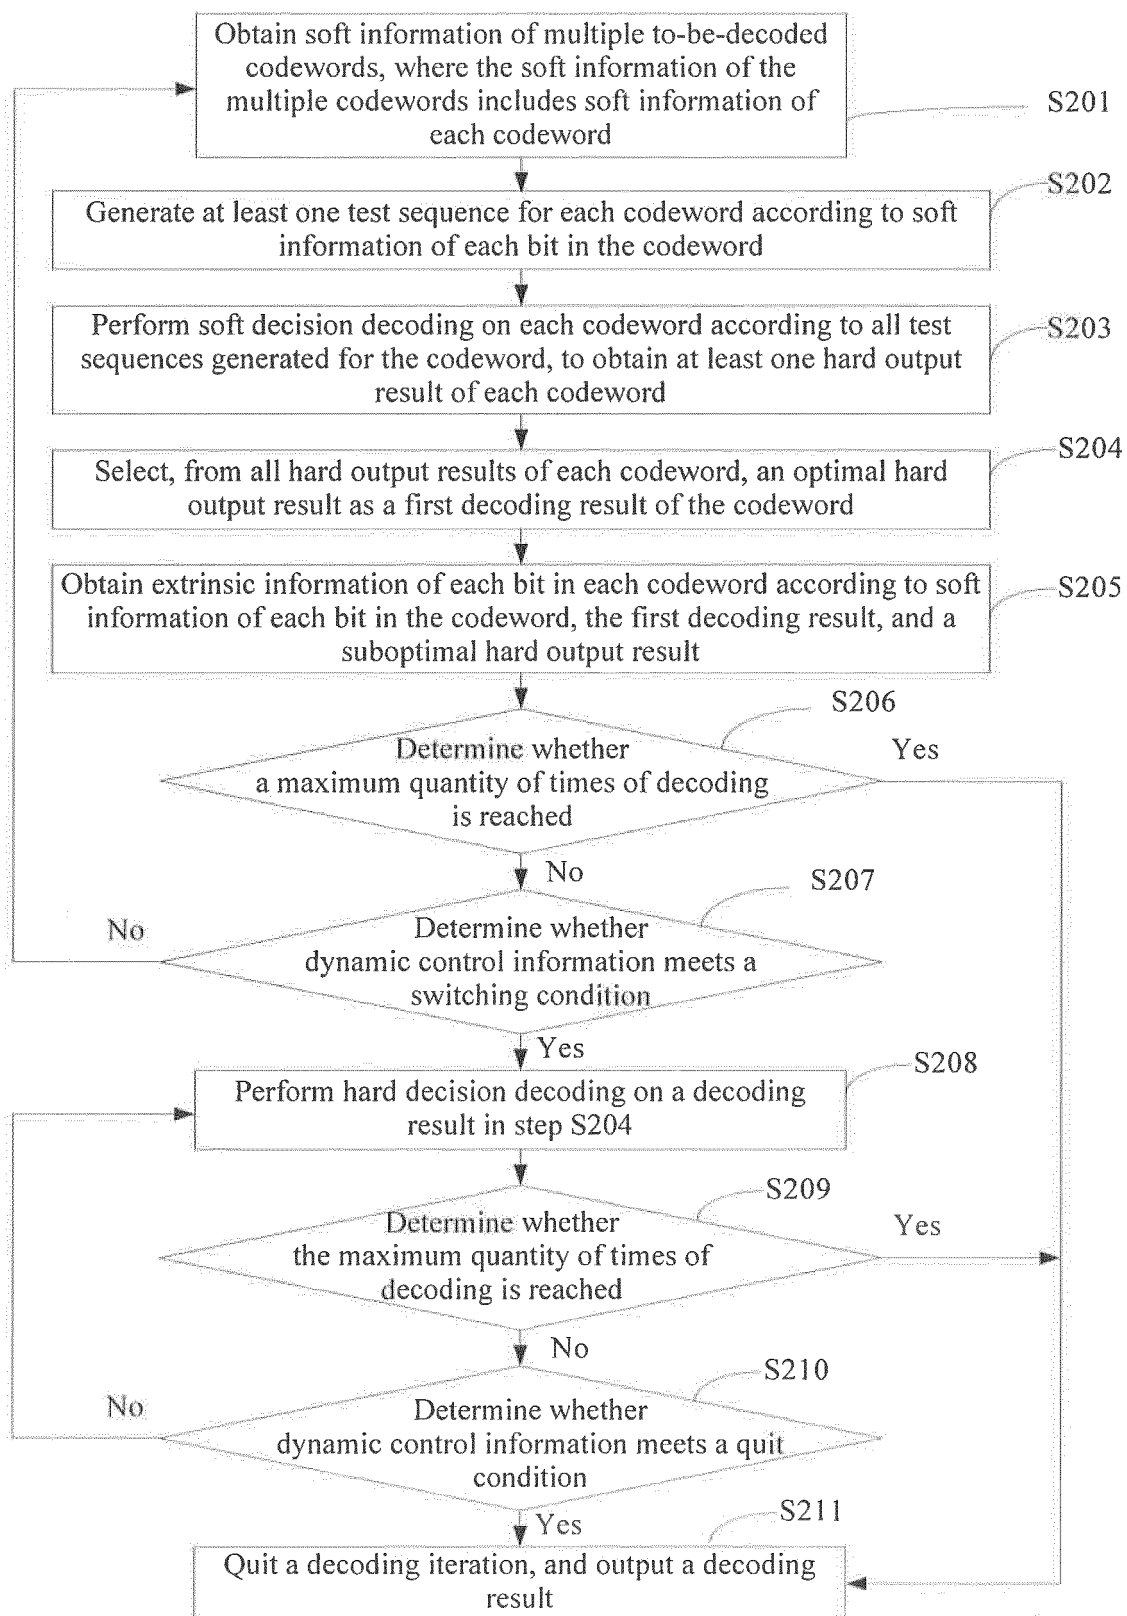 Obtain soft information of multiple to-be-decoded
codewords, where the soft information of the
multiple codewords includes soft information of
each codeword
S201
S202
Generate at least one test sequence for each codeword according to soft
information of each bit in the codeword
Perform soft decision decoding on each codeword according to all test
sequences generated for the codeword, to obtain at least one hard output
result of each codeword
S203
S204
Select, from all hard output results of each codeword, an optimal hard
output result as a first decoding result of the codeword
Obtain extrinsic information of each bit in each codeword according to soft
information of each bit in the codeword, the first decoding result, and a
suboptimal hard output result
S205
S206
Determine whether
a maximum quantity of times of decoding
is reached
Yes
No
S207
Determine whether
dynamic control information meets a
switching condition
No
Yes
S208
Perform hard decision decoding on a decoding
result in step S204
S209
Determine whether
the maximum quantity of times of
decoding is reached
Yes
No
S210
Determine whether
dynamic control information meets a quit
condition
No
Yes
S211
Quit a decoding iteration, and output a decoding
result